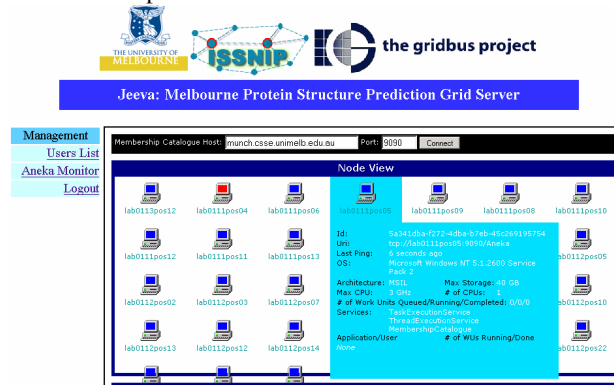 THE UNIVERSITY OF
MELBOURNE
ISSNIP
the gridbus project
Jeeva: Melbourne Protein Structure Prediction Grid Server
Management
Users List
Aneka Monitor
Logout
Membership Catalogue Host: munch.csse.unimelb.edu.au Port: 9090 Connect
Node View
lab0113pos12 lab0111pos04 lab0111pos06 lab0111pos05 lab0111pos09 lab0111pos08 lab0111pos10
Id: 5a341dba-f272-4dba-b7eb-45c269195754
Uri: tcp://lab0111pos05:9090/Aneka
Last Ping: 6 seconds ago
OS: Microsoft Windows NT 5.1.2600 Service
Pack 2
Architecture: MSIL Max Storage: 40 GB
Max CPU: 3 GHz # of CPUs: 1
# of Work Units Queued/Running/Completed: 0/0/0
Services: TaskExecutionService
ThreadExecutionService
MembershipCatalogue
Application/User # of WUs Running/Done
None
lab0111pos12 lab0111pos11 lab0111pos13 lab0112pos05
lab0112pos02 lab0112pos03 lab0112pos07 lab0112pos10
lab0112pos13 lab0112pos12 lab0112pos14 pos22